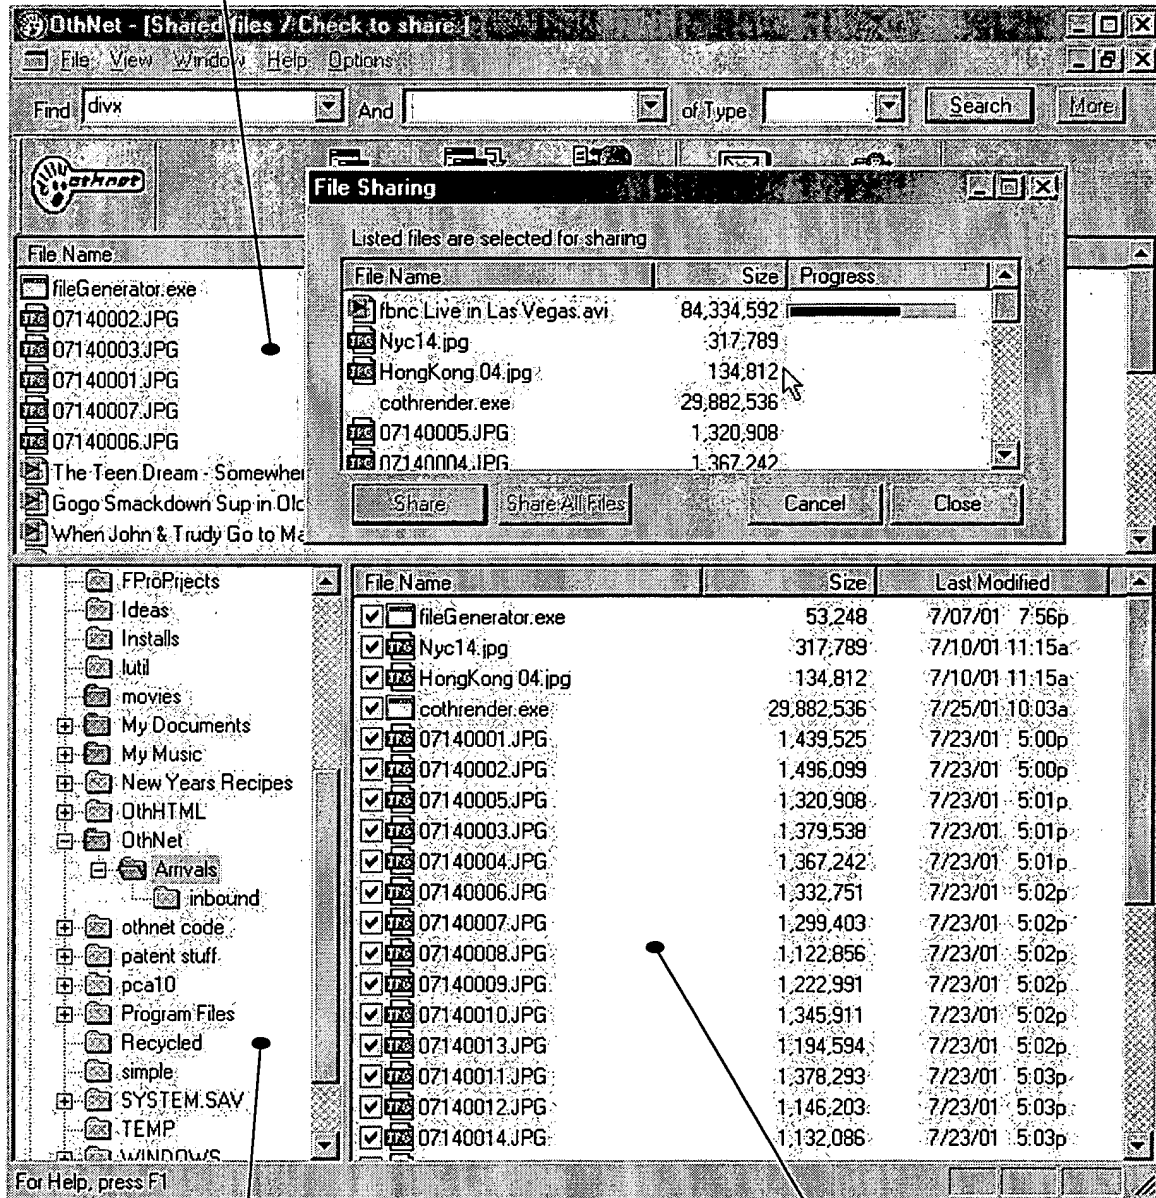 OthNet - [Shared files / Check to share]
File View Window Help Options
Find divx And of Type Search More
othnet
File Name
fileGenerator.exe
07140002.JPG
07140003.JPG
07140001.JPG
07140007.JPG
07140006.JPG
The Teen Dream - Somewhe
Gogo Smackdown Sup in Old
When John & Trudy Go to Ma
File Sharing
Listed files are selected for sharing
File Name Size Progress
fbnc Live in Las Vegas.avi 84,334,592
Nyc14.jpg 317,789
HongKong 04.jpg 134,812
cothrender.exe 29,882,536
07140005.JPG 1,320,908
07140004.JPG 1,367,242
Share Share All Files Cancel Close
FProPrjects
Ideas
Installs
lutil
movies
My Documents
My Music
New Years Recipes
OthHTML
OthNet
Arrivals
inbound
othnet code
patent stuff
pca10
Program Files
Recycled
simple
SYSTEM.SAV
TEMP
WINDOWS
File Name Size Last Modified
fileGenerator.exe 53,248 7/07/01 7:56p
Nyc14.jpg 317,789 7/10/01 11:15a
HongKong 04.jpg 134,812 7/10/01 11:15a
cothrender.exe 29,882,536 7/25/01 10:03a
07140001.JPG 1,439,525 7/23/01 5:00p
07140002.JPG 1,496,099 7/23/01 5:00p
07140005.JPG 1,320,908 7/23/01 5:01p
07140003.JPG 1,379,538 7/23/01 5:01p
07140004.JPG 1,367,242 7/23/01 5:01p
07140006.JPG 1,332,751 7/23/01 5:02p
07140007.JPG 1,299,403 7/23/01 5:02p
07140008.JPG 1,122,856 7/23/01 5:02p
07140009.JPG 1,222,991 7/23/01 5:02p
07140010.JPG 1,345,911 7/23/01 5:02p
07140013.JPG 1,194,594 7/23/01 5:02p
07140011.JPG 1,378,293 7/23/01 5:03p
07140012.JPG 1,146,203 7/23/01 5:03p
07140014.JPG 1,132,086 7/23/01 5:03p
For Help, press F1